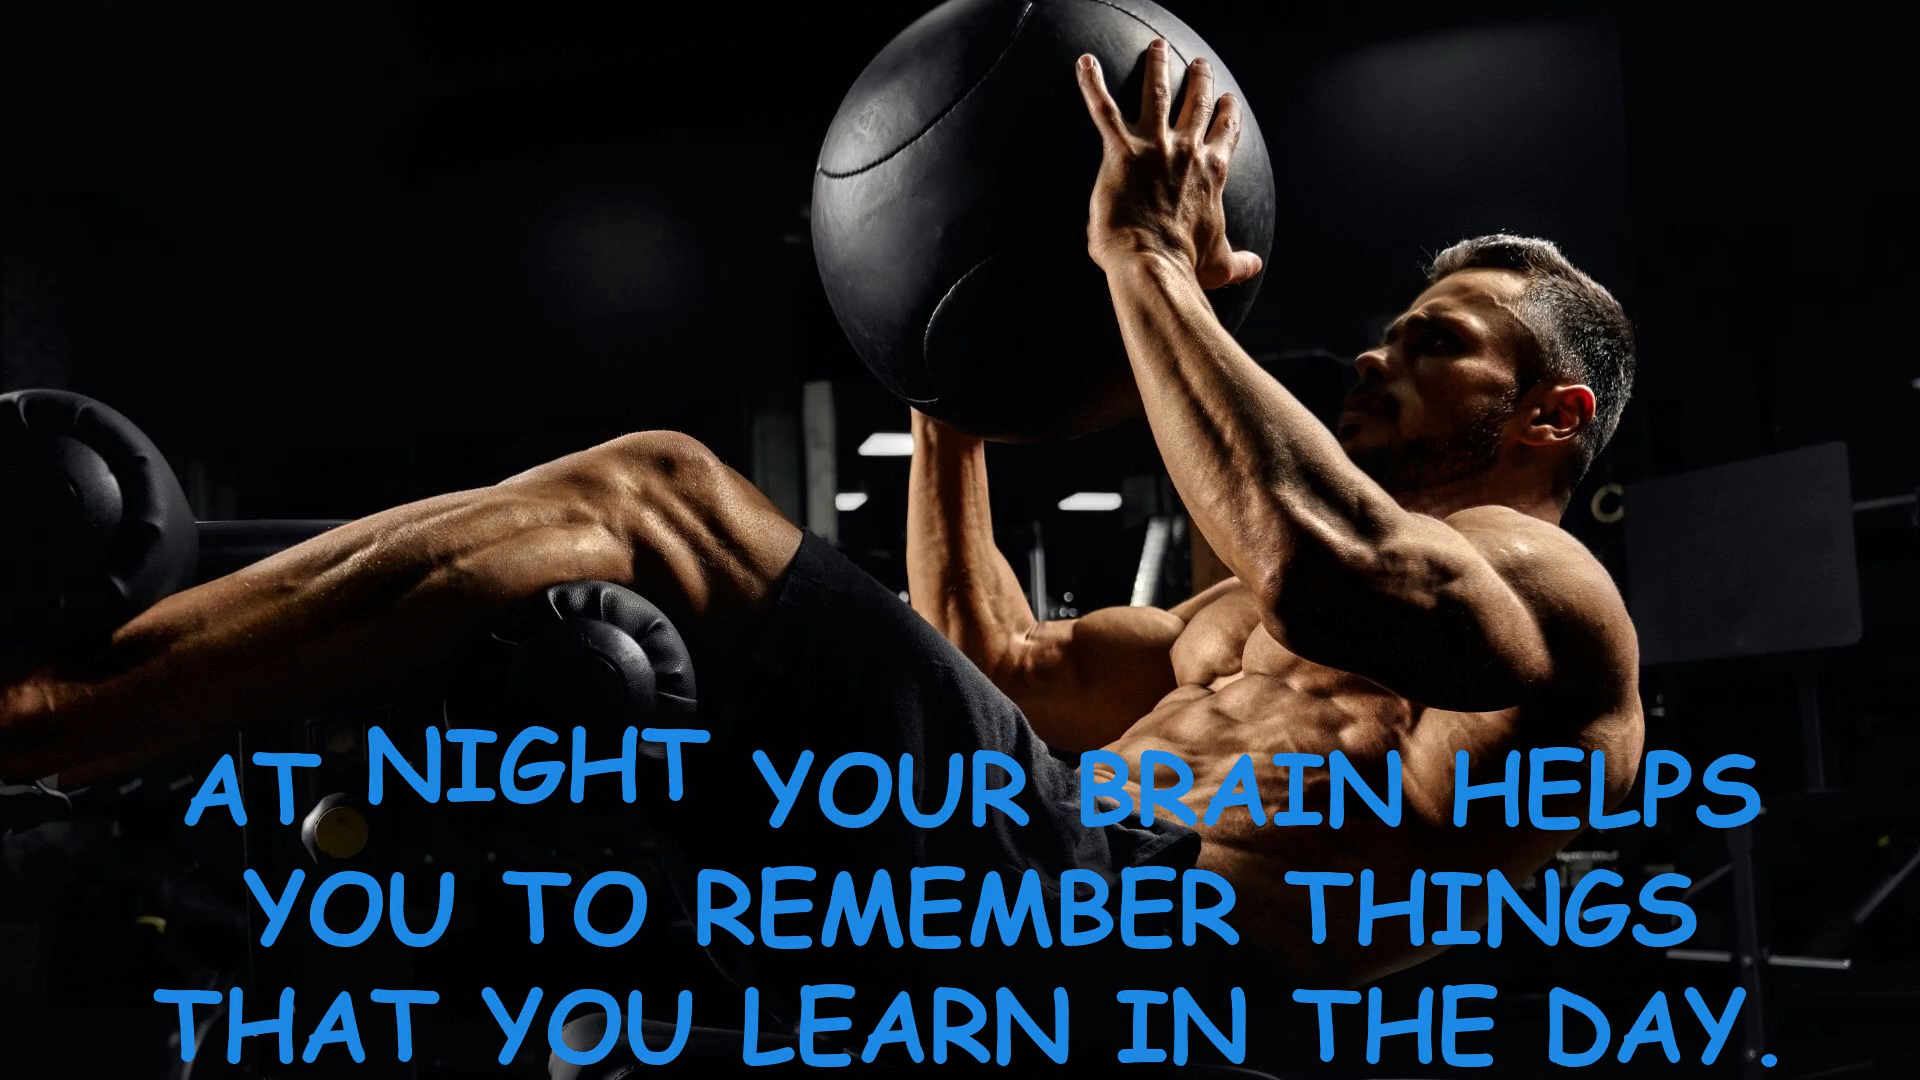 AT NIGHT YOUR BRAIN HELPS
YOU TO REMEMBER THINGS
THAT YOU LEARN IN THE DAY.